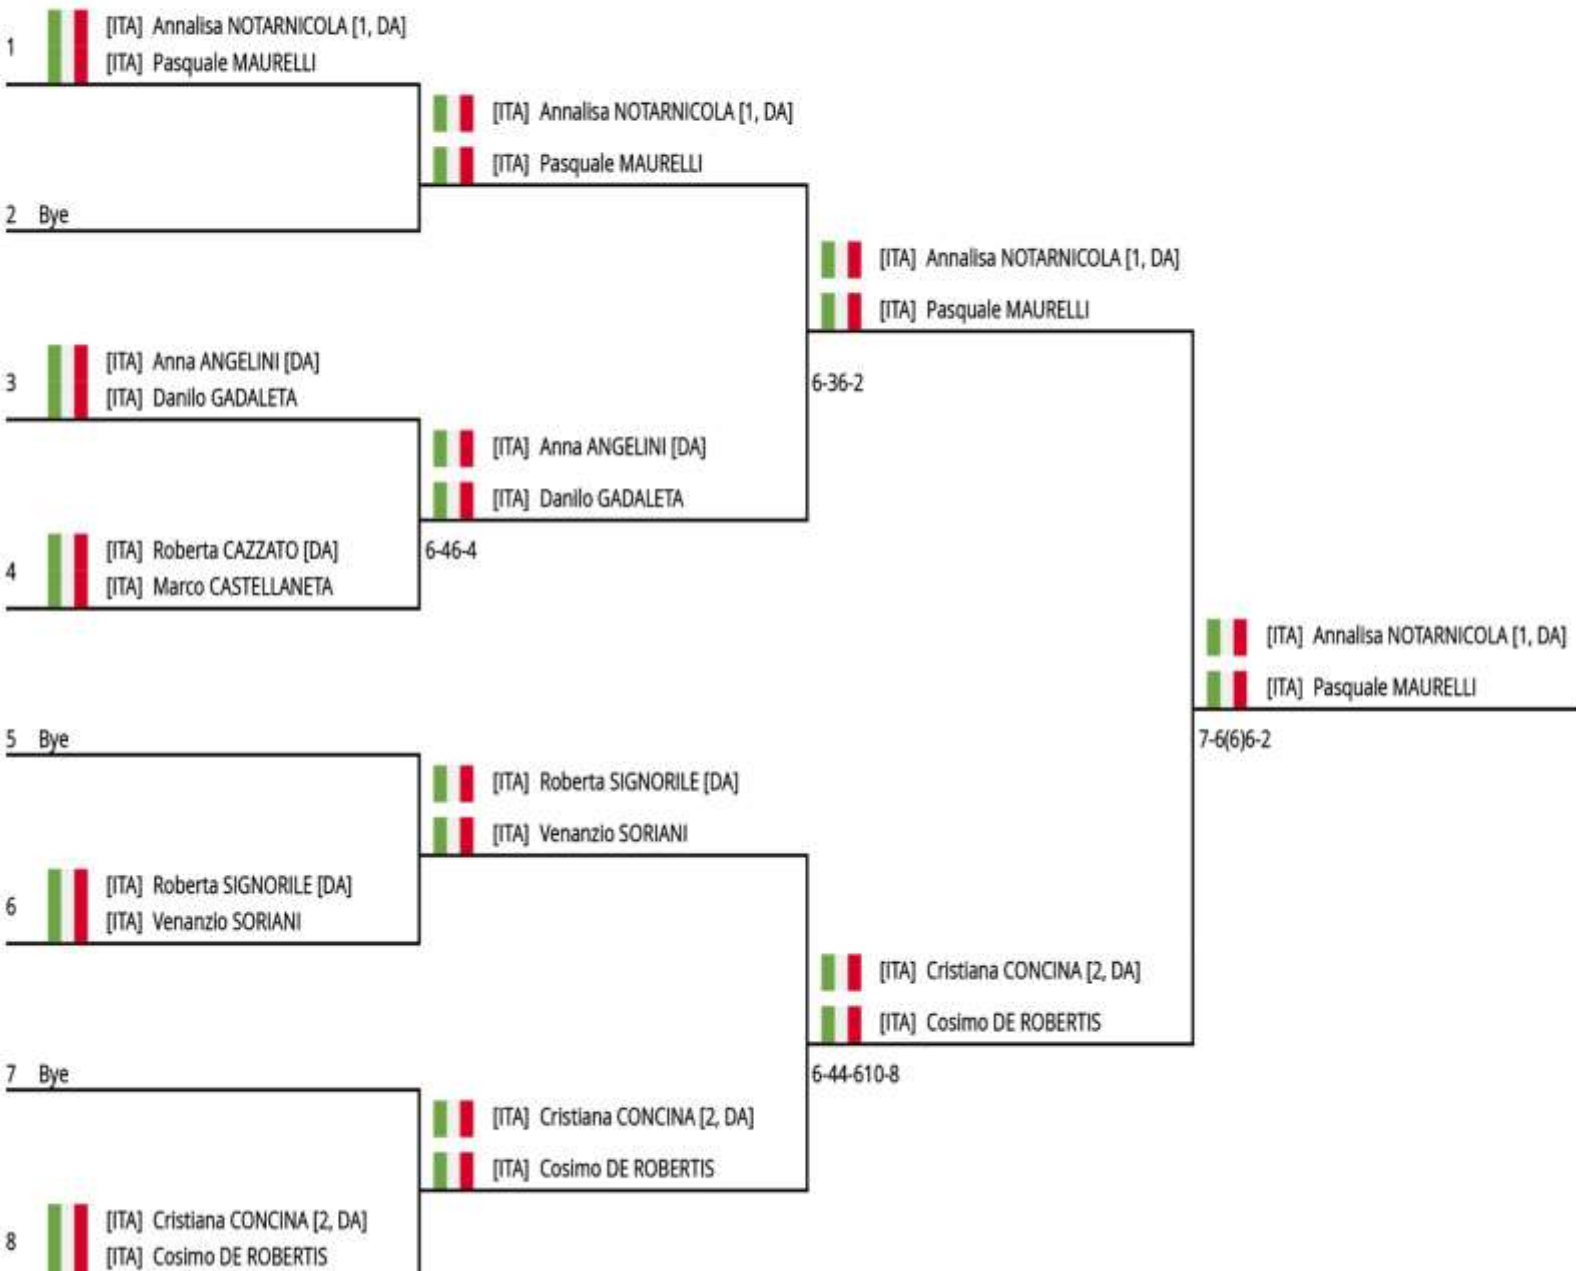 1
[ITA] Annalisa NOTARNICOLA [1, DA]
[ITA] Pasquale MAURELLI
[ITA] Annalisa NOTARNICOLA [1, DA]
[ITA] Pasquale MAURELLI
2 Bye
[ITA] Annalisa NOTARNICOLA [1, DA]
[ITA] Pasquale MAURELLI
6-36-2
3
[ITA] Anna ANGELINI [DA]
[ITA] Danilo GADALETA
[ITA] Anna ANGELINI [DA]
[ITA] Danilo GADALETA
6-46-4
4
[ITA] Roberta CAZZATO [DA]
[ITA] Marco CASTELLANETA
[ITA] Annalisa NOTARNICOLA [1, DA]
[ITA] Pasquale MAURELLI
7-6(6)6-2
5 Bye
[ITA] Roberta SIGNORILE [DA]
[ITA] Venanzio SORIANI
6
[ITA] Roberta SIGNORILE [DA]
[ITA] Venanzio SORIANI
[ITA] Cristiana CONCINA [2, DA]
[ITA] Cosimo DE ROBERTIS
6-44-610-8
7 Bye
[ITA] Cristiana CONCINA [2, DA]
[ITA] Cosimo DE ROBERTIS
8
[ITA] Cristiana CONCINA [2, DA]
[ITA] Cosimo DE ROBERTIS